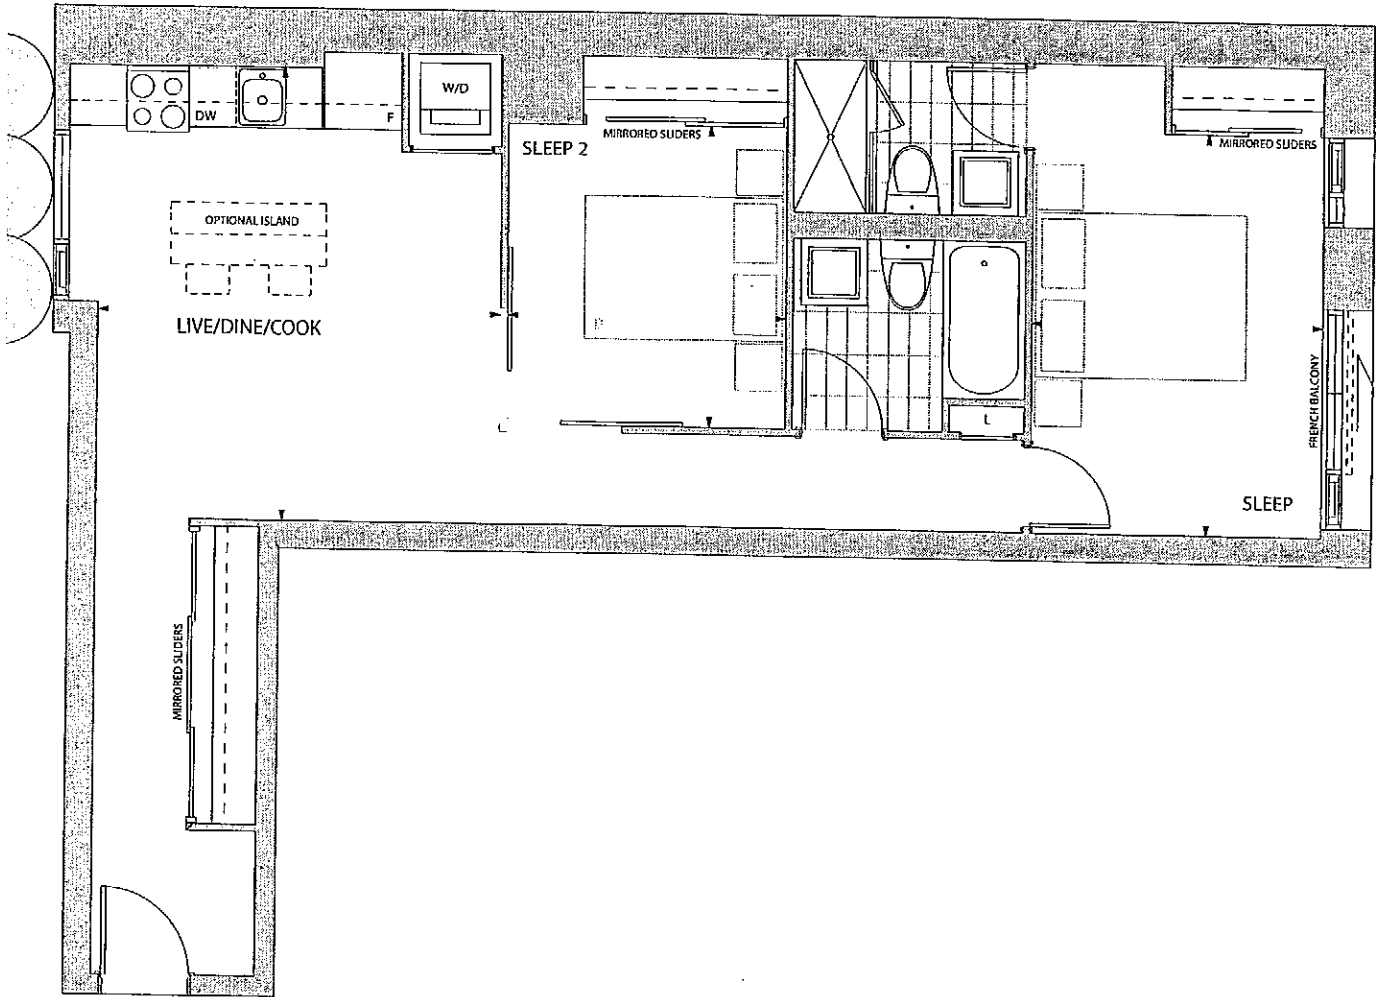 W/D
DW
F
MIRRORED SLIDERS
SLEEP 2
MIRRORED SLIDERS
OPTIONAL ISLAND
LIVE/DINE/COOK
FRENCH BALCONY
L
SLEEP
MIRRORED SLIDERS